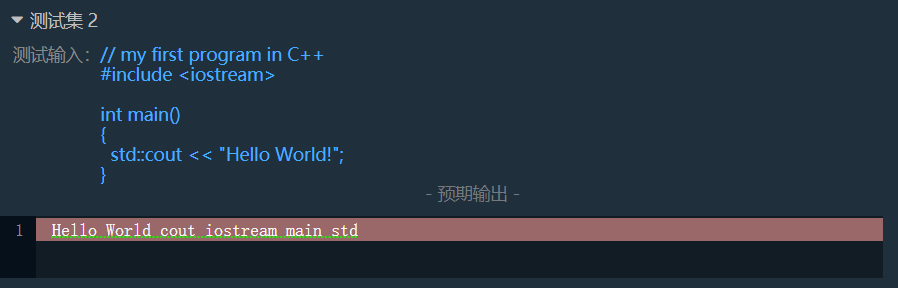 测试集 2
测试输入: // my first program in C++
#include <iostream>

int main()
{
  std::cout << "Hello World!";
}
- 预期输出 -
1 Hello World cout iostream main std